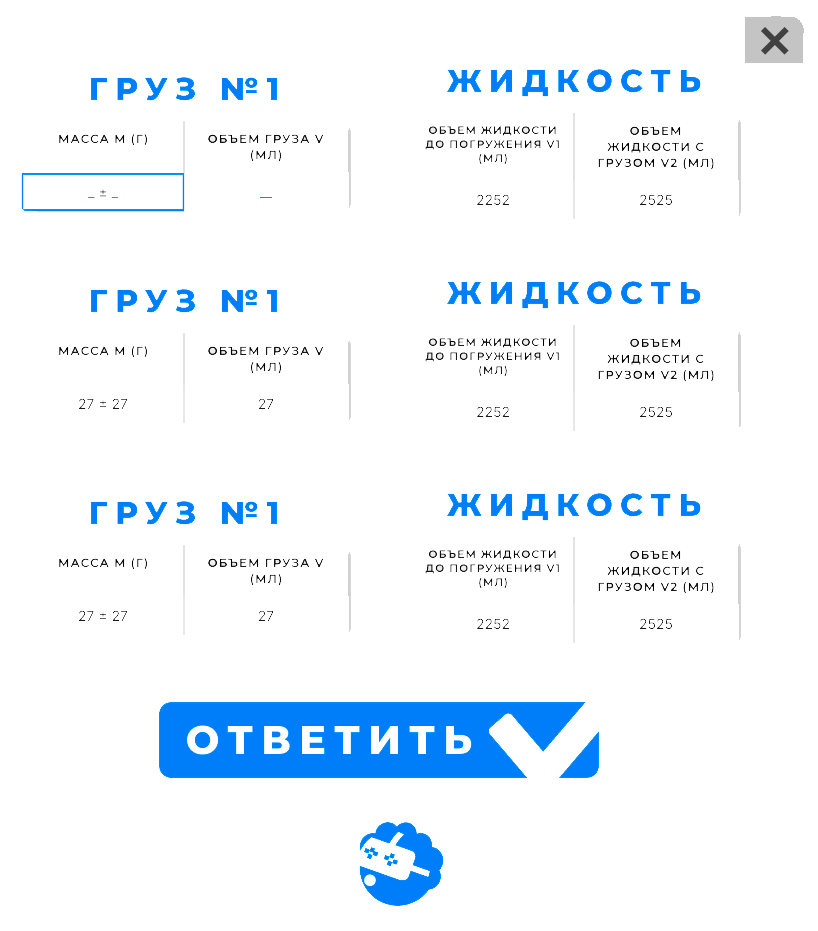 ГРУЗ №1
ЖИДКОСТЬ
МАССА М (Г)
ОБЪЕМ ГРУЗА V
(МЛ)
ОБЪЕМ ЖИДКОСТИ
ДО ПОГРУЖЕНИЯ V1
(МЛ)
ОБЪЕМ
ЖИДКОСТИ С
ГРУЗОМ V2 (МЛ)
_ ± _
—
2252
2525
ГРУЗ №1
ЖИДКОСТЬ
МАССА М (Г)
ОБЪЕМ ГРУЗА V
(МЛ)
ОБЪЕМ ЖИДКОСТИ
ДО ПОГРУЖЕНИЯ V1
(МЛ)
ОБЪЕМ
ЖИДКОСТИ С
ГРУЗОМ V2 (МЛ)
27 ± 27
27
2252
2525
ГРУЗ №1
ЖИДКОСТЬ
МАССА М (Г)
ОБЪЕМ ГРУЗА V
(МЛ)
ОБЪЕМ ЖИДКОСТИ
ДО ПОГРУЖЕНИЯ V1
(МЛ)
ОБЪЕМ
ЖИДКОСТИ С
ГРУЗОМ V2 (МЛ)
27 ± 27
27
2252
2525
ОТВЕТИТЬ